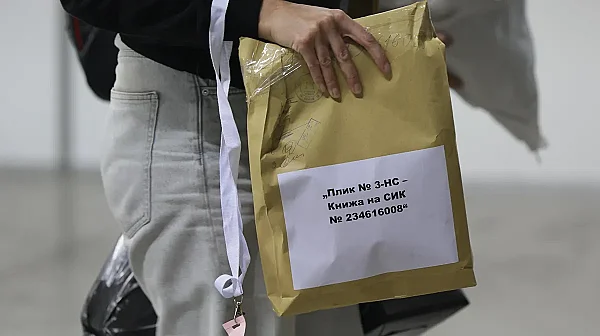 „Плик № 3-НС –
Книжа на СИК
№ 234616008“